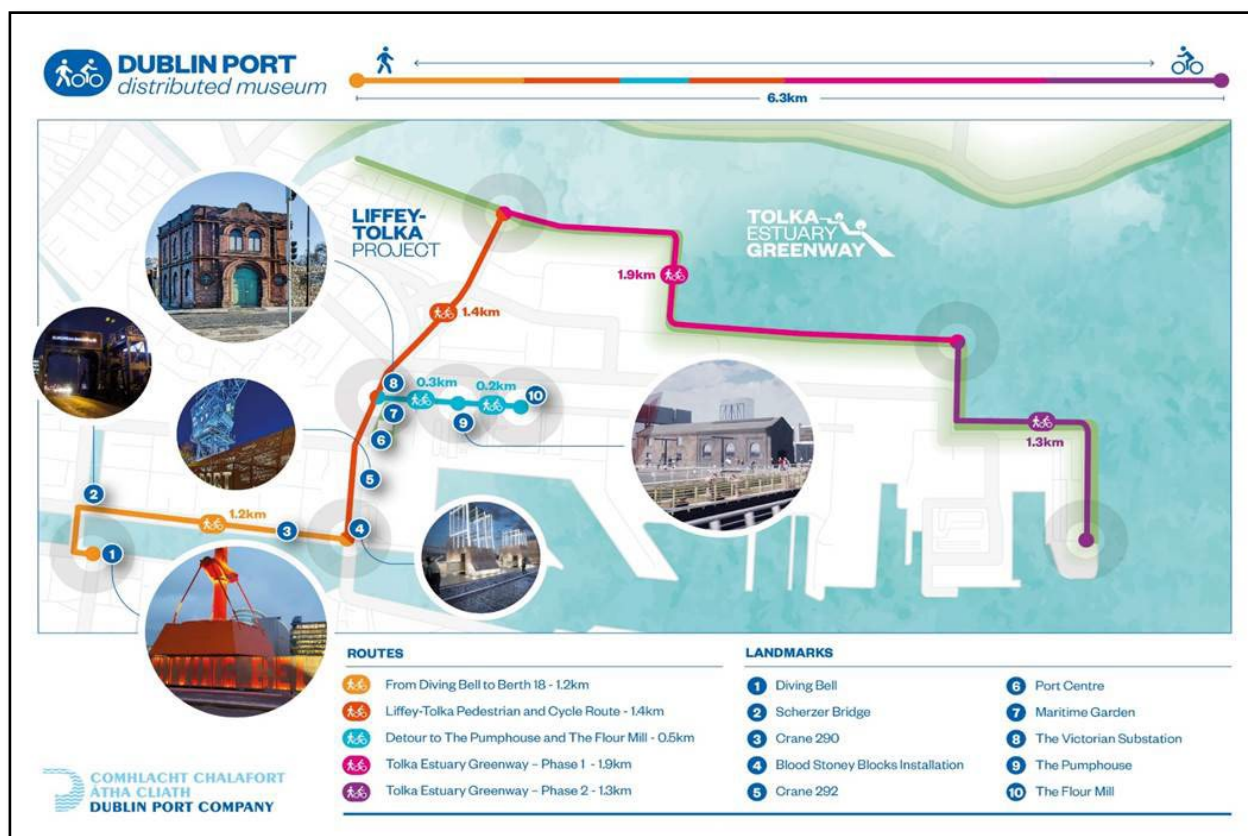 DUBLIN PORT
distributed museum
6.3km
LIFFEY-
TOLKA
PROJECT
TOLKA
ESTUARY
GREENWAY
1.9km
1.4km
8
0.3km
0.2km
10
7
9
6
1.3km
5
2
1.2km
3
4
1
DIVING BEL
ROUTES
From Diving Bell to Berth 18 - 1.2km
Liffey-Tolka Pedestrian and Cycle Route - 1.4km
Detour to The Pumphouse and The Flour Mill - 0.5km
Tolka Estuary Greenway – Phase 1 - 1.9km
Tolka Estuary Greenway – Phase 2 - 1.3km
LANDMARKS
1 Diving Bell
2 Scherzer Bridge
3 Crane 290
4 Blood Stoney Blocks Installation
5 Crane 292
6 Port Centre
7 Maritime Garden
8 The Victorian Substation
9 The Pumphouse
10 The Flour Mill
COMHLACHT CHALAFORT
ÁTHA CLIATH
DUBLIN PORT COMPANY